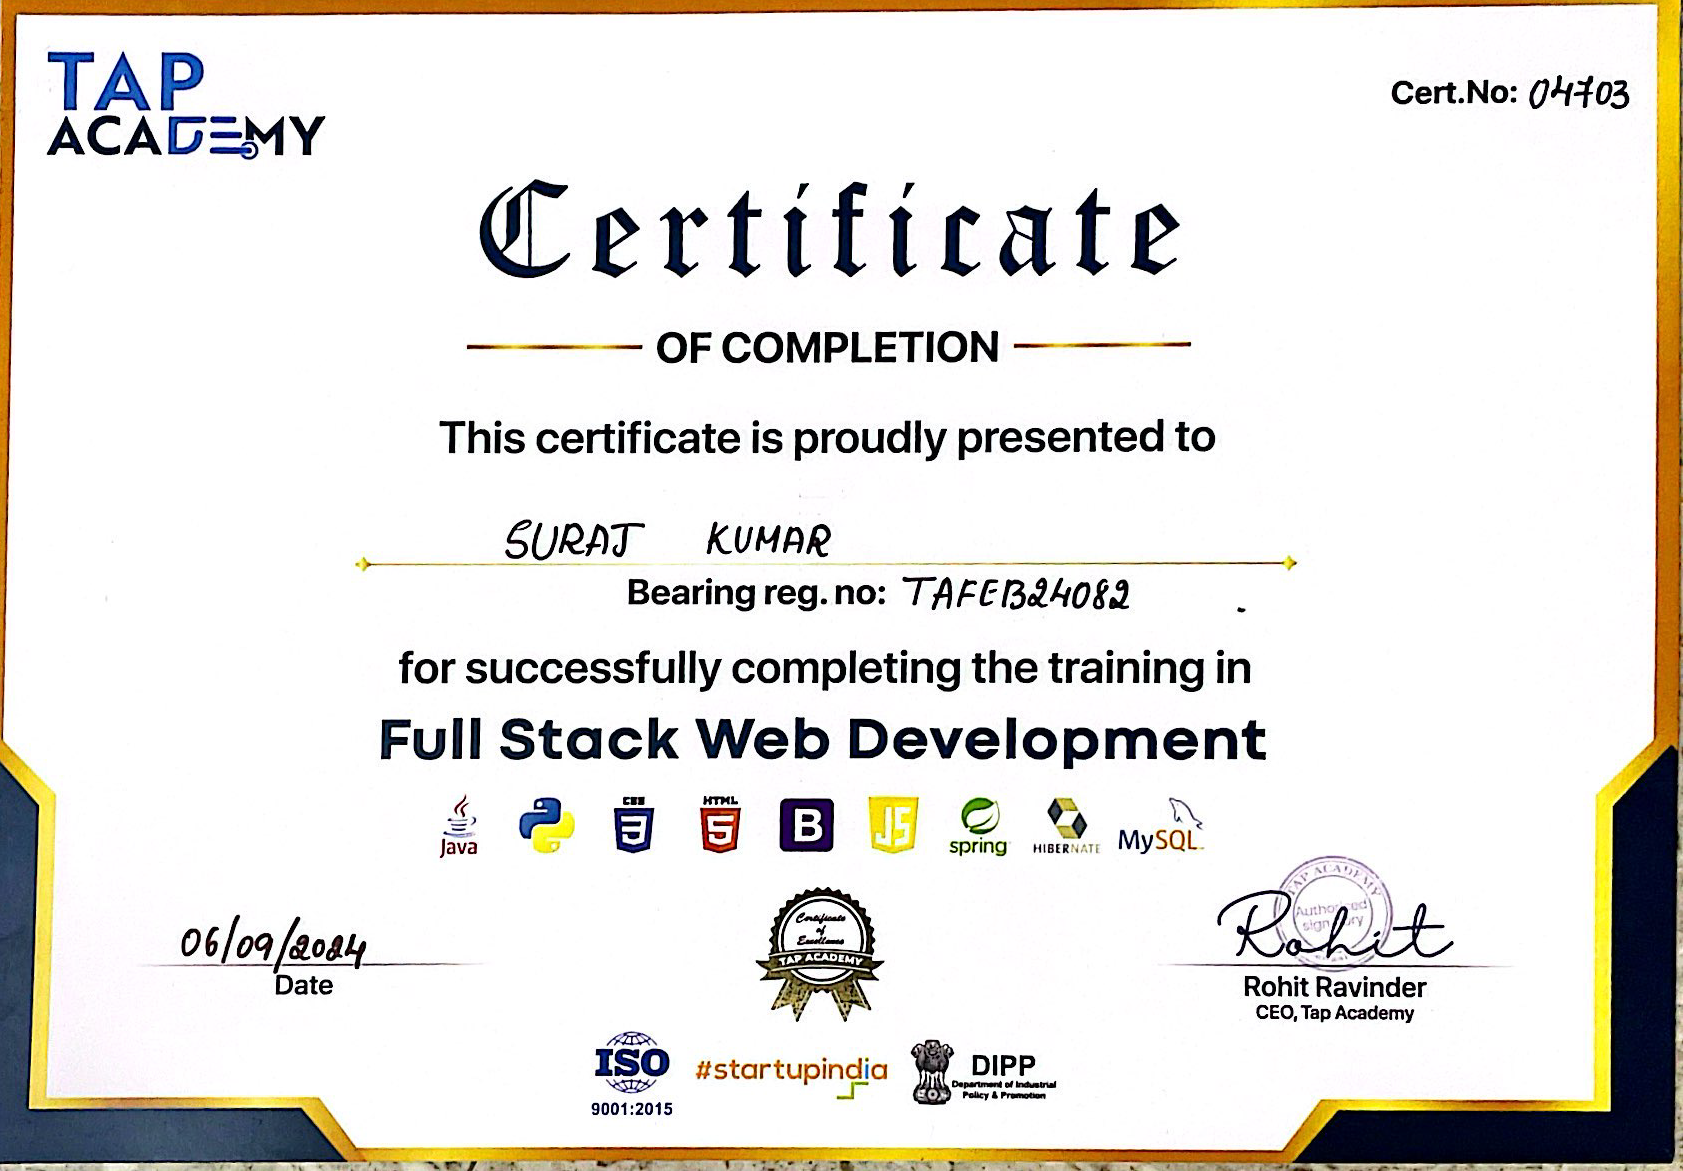 TAP
ACADEMY
Cert.No: 04703
Certificate
OF COMPLETION
This certificate is proudly presented to
SURAJ KUMAR
Bearing reg. no: TAFEB24082
for successfully completing the training in
Full Stack Web Development
Java
CSS
3
HTML
5
B
JS
spring
HIBERNATE
MySQL
TAP ACADEMY
Authorized
signatory
Certificate
of
Excellence
TAP ACADEMY
06/09/2024
Date
Rohit
Rohit Ravinder
CEO, Tap Academy
ISO
9001:2015
#startupindia
DIPP
Department of Industrial
Policy & Promotion